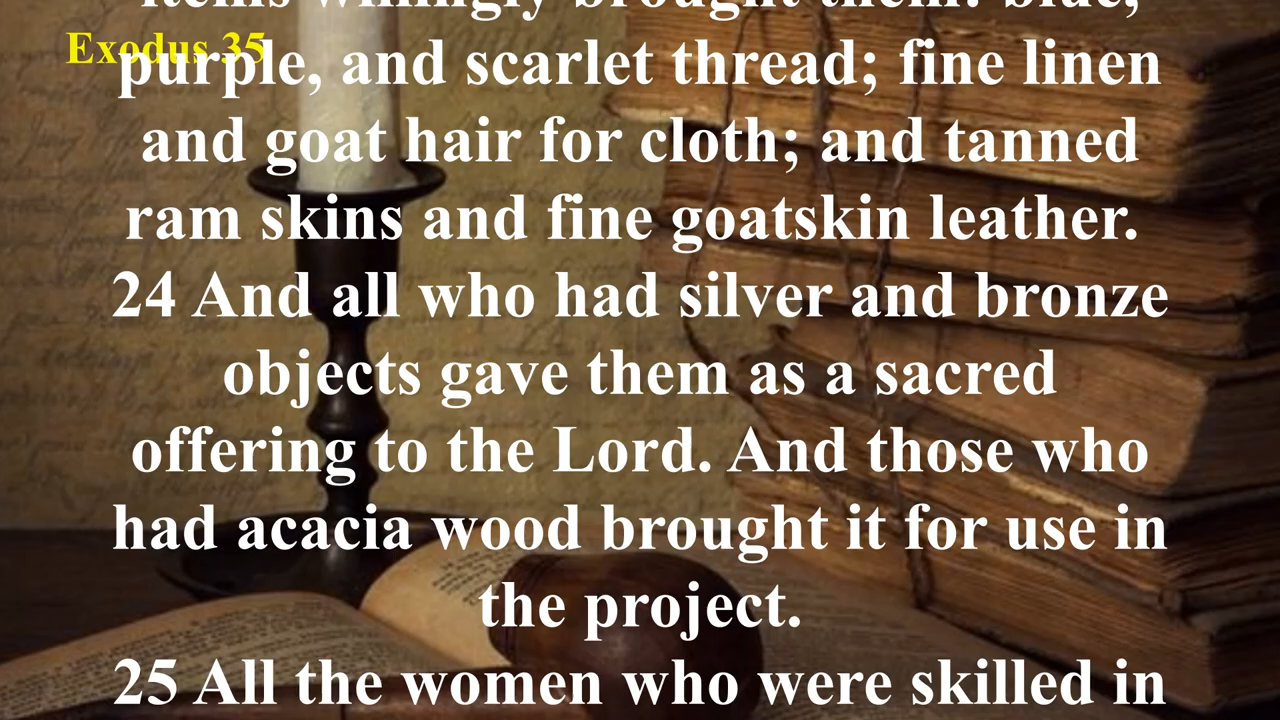 items willingly brought them: blue,
Exodus 35
purple, and scarlet thread; fine linen
and goat hair for cloth; and tanned
ram skins and fine goatskin leather.
24 And all who had silver and bronze
objects gave them as a sacred
offering to the Lord. And those who
had acacia wood brought it for use in
the project.
25 All the women who were skilled in